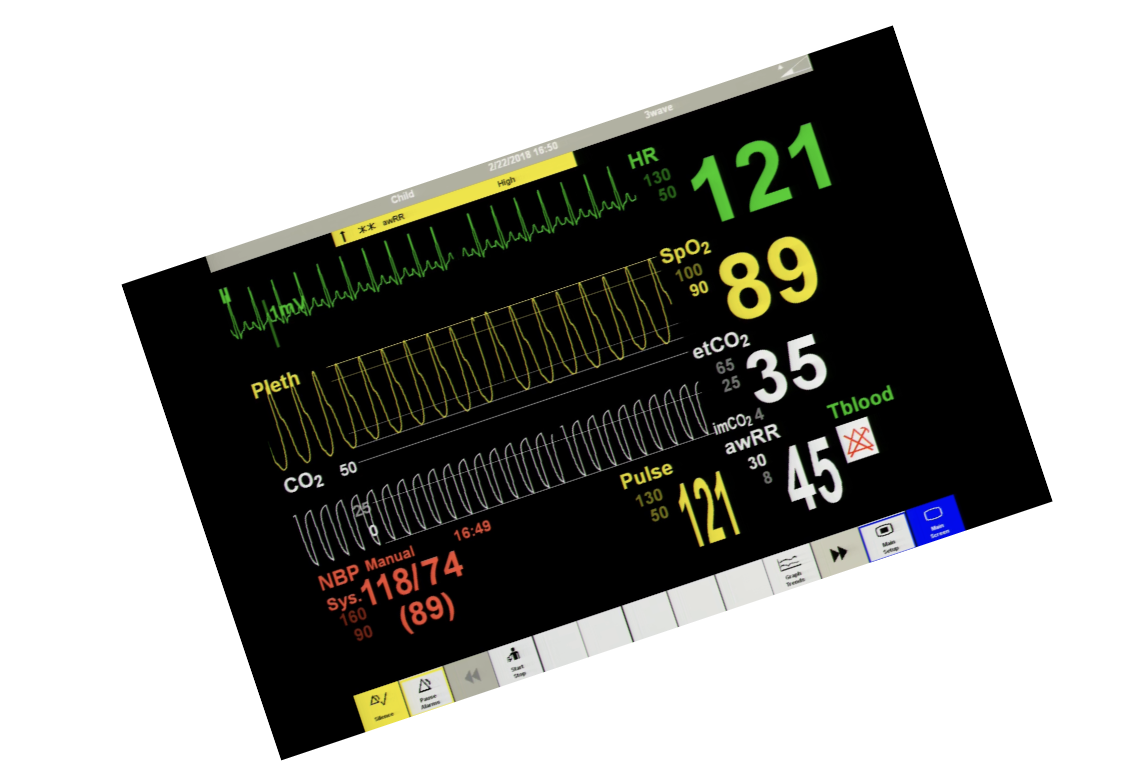 3wave
2/22/2018 16:50
Child
High
** awRR
HR
130
50
121
1mV
SpO2
100
90
89
Pleth
etCO2
65
25
35
CO2 50
25
0
imCO2 4
awRR
30
8
45
Tblood
Pulse
130
50
121
NBP Manual 16:49
Sys.
160
90
118/74
(89)
Silence
Pause
Alarms
Start
Stop
Graph
Trends
Main
Setup
Main
Screen